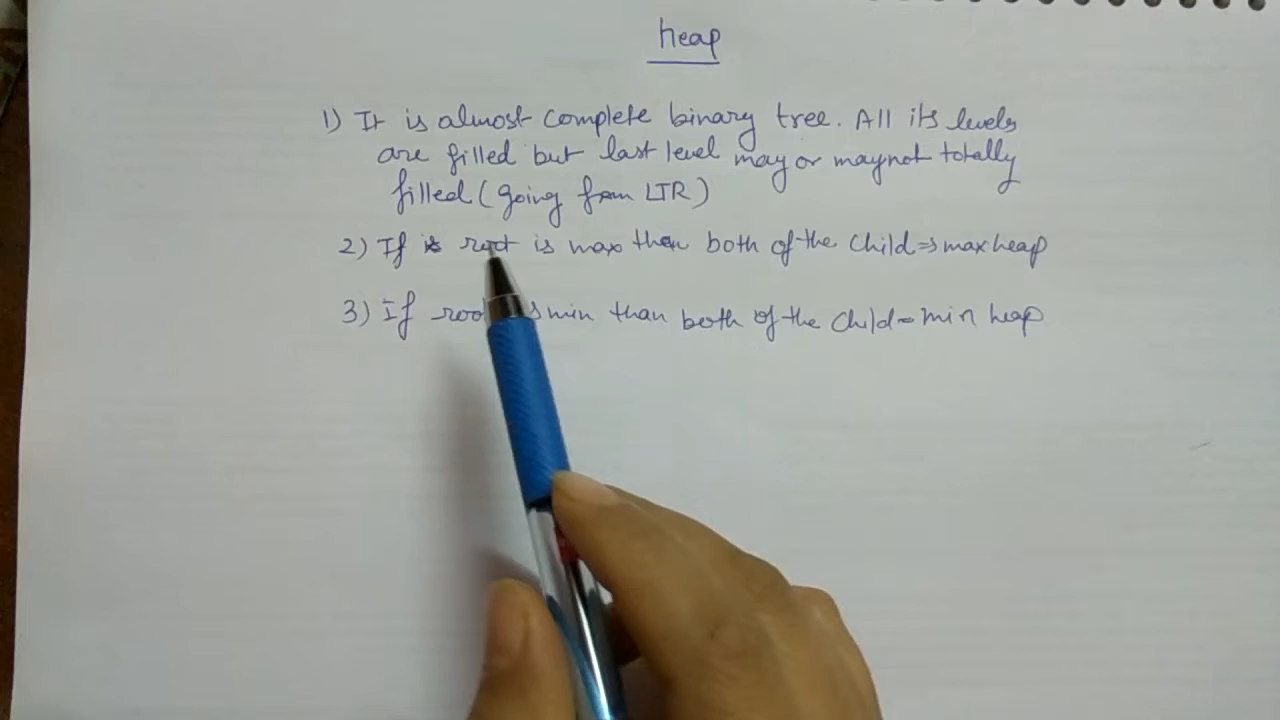 Heap
1) It is almost complete binary tree. All its levels
are filled but last level may or maynot totally
filled (going from LTR)
2) If root is max than both of the child => max heap
3) If root is min than both of the child = min heap